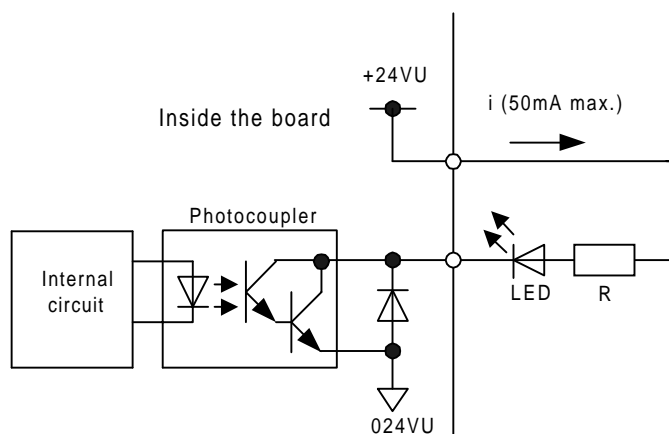 +24VU
i (50mA max.)
Inside the board
Photocoupler
Internal
circuit
LED
R
024VU